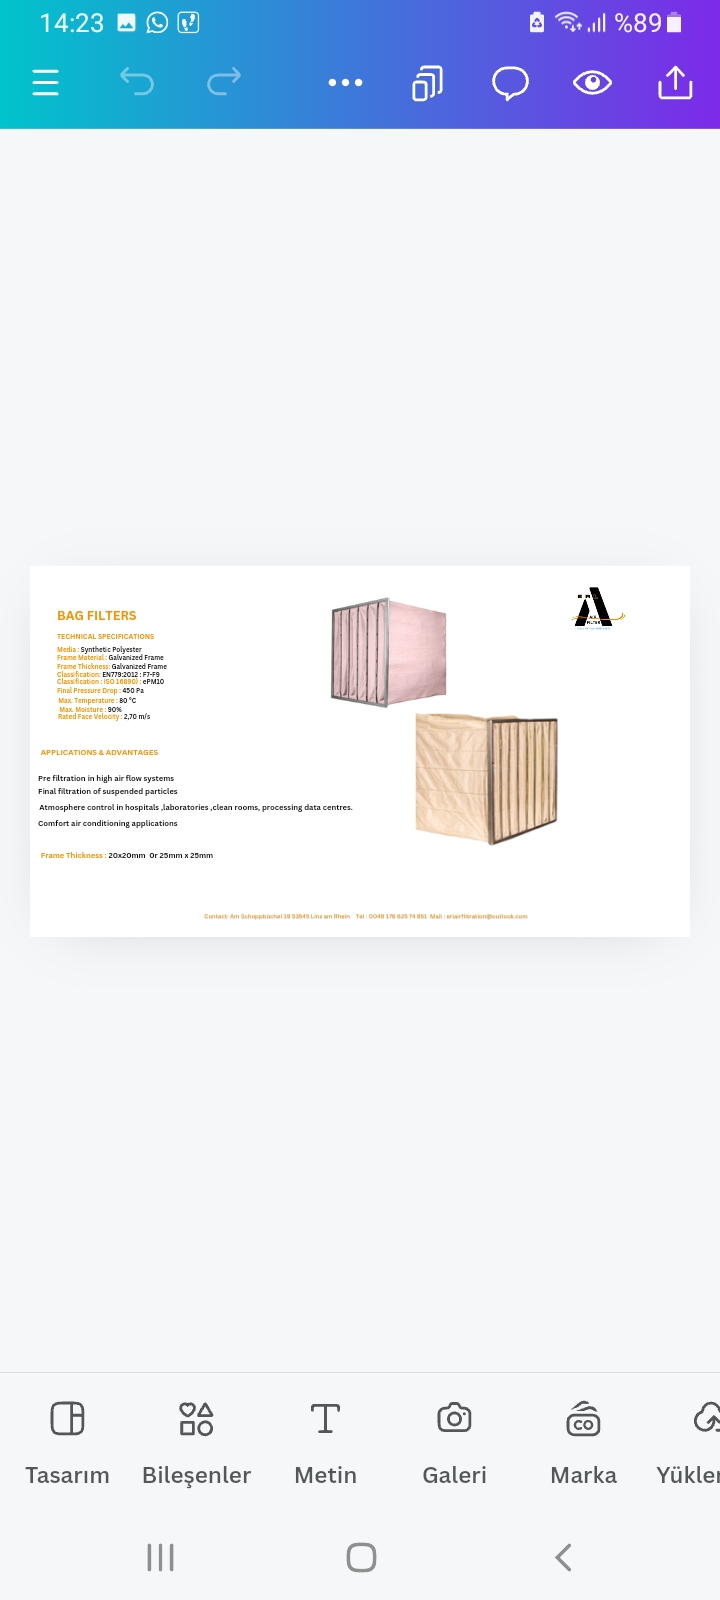 14:23
%89
BAG FILTERS
TECHNICAL SPECIFICATIONS
Media : Synthetic Polyester
Frame Material : Galvanized Frame
Frame Thickness: Galvanized Frame
Classification: EN779:2012 : F7-F9
Classification : ISO 16890) : ePM10
Final Pressure Drop : 450 Pa
Max. Temperature : 80 °C
Max. Moisture : 90%
Rated Face Velocity : 2,70 m/s
APPLICATIONS & ADVANTAGES
Pre filtration in high air flow systems
Final filtration of suspended particles
Atmosphere control in hospitals ,laboratories ,clean rooms, processing data centres.
Comfort air conditioning applications
Frame Thickness : 20x20mm Or 25mm x 25mm
Contact: Am Schoppbüchel 19 53545 Linz am Rhein Tel : 0049 176 625 74 851 Mail : eriairfiltration@outlook.com
CO
Tasarım Bileşenler Metin Galeri Marka Yükler